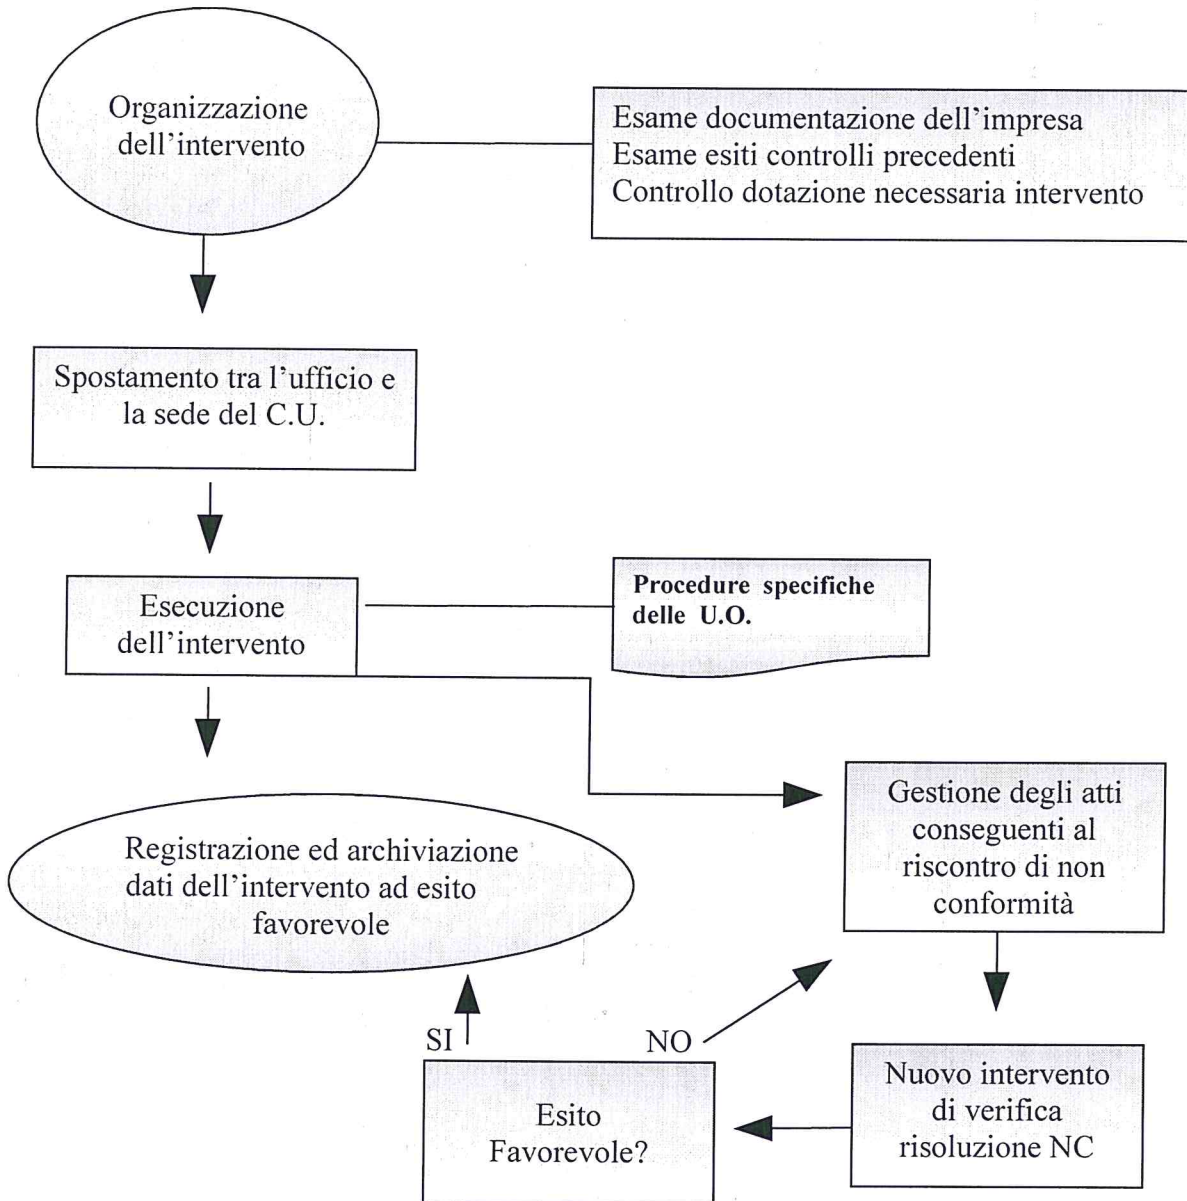 Organizzazione
dell'intervento
Esame documentazione dell'impresa
Esame esiti controlli precedenti
Controllo dotazione necessaria intervento
Spostamento tra l'ufficio e
la sede del C.U.
Esecuzione
dell'intervento
Procedure specifiche
delle U.O.
Gestione degli atti
conseguenti al
riscontro di non
conformità
Registrazione ed archiviazione
dati dell'intervento ad esito
favorevole
SI
NO
Esito
Favorevole?
Nuovo intervento
di verifica
risoluzione NC